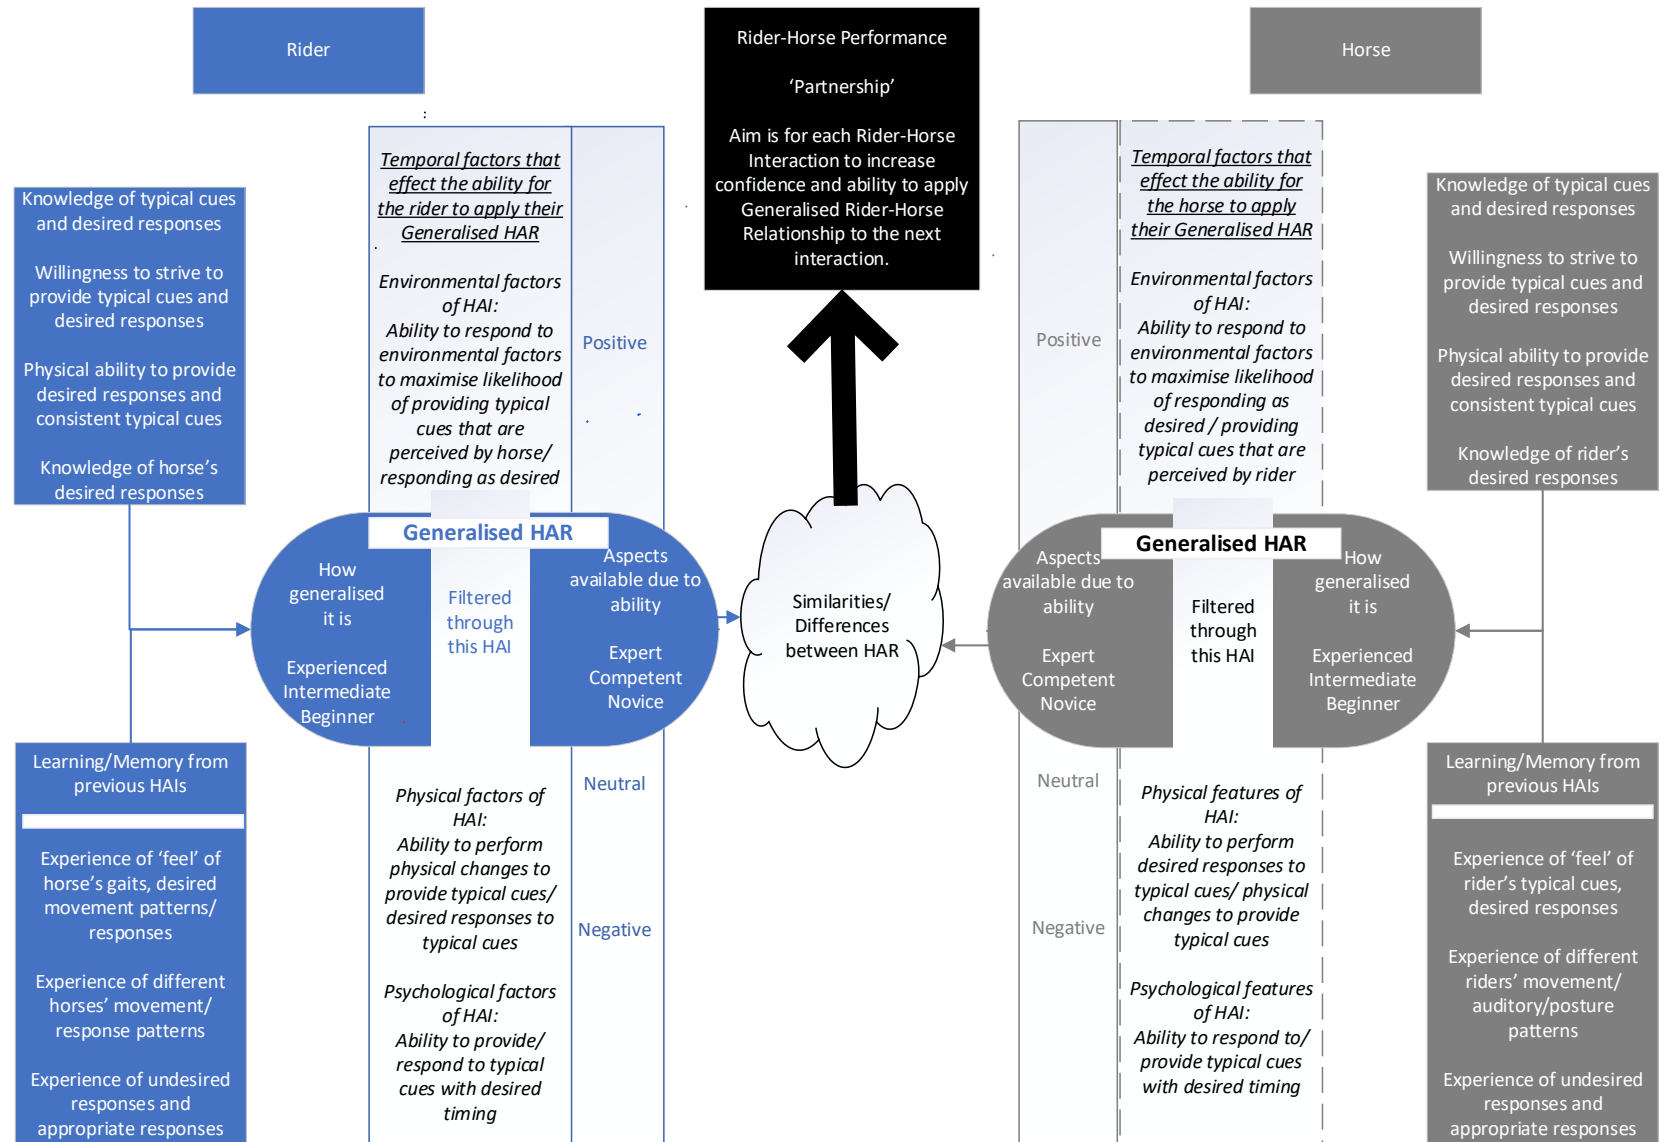 Rider
Rider-Horse Performance
‘Partnership’
Aim is for each Rider-Horse
Interaction to increase
confidence and ability to apply
Generalised Rider-Horse
Relationship to the next
interaction.
Horse
Knowledge of typical cues
and desired responses
Willingness to strive to
provide typical cues and
desired responses
Physical ability to provide
desired responses and
consistent typical cues
Knowledge of horse’s
desired responses
Temporal factors that
effect the ability for
the rider to apply their
Generalised HAR
Environmental factors
of HAI:
Ability to respond to
environmental factors
to maximise likelihood
of providing typical
cues that are
perceived by horse/
responding as desired
Positive
Positive
Temporal factors that
effect the ability for
the horse to apply
their Generalised HAR
Environmental factors
of HAI:
Ability to respond to
environmental factors
to maximise likelihood
of responding as
desired / providing
typical cues that are
perceived by rider
Knowledge of typical cues
and desired responses
Willingness to strive to
provide typical cues and
desired responses
Physical ability to provide
desired responses and
consistent typical cues
Knowledge of rider’s
desired responses
Generalised HAR
How
generalised
it is
Experienced
Intermediate
Beginner
Filtered
through
this HAI
Aspects
available due to
ability
Expert
Competent
Novice
Similarities/
Differences
between HAR
Generalised HAR
Aspects
available due to
ability
Expert
Competent
Novice
Filtered
through
this HAI
How
generalised
it is
Experienced
Intermediate
Beginner
Learning/Memory from
previous HAIs
Experience of ‘feel’ of
horse’s gaits, desired
movement patterns/
responses
Experience of different
horses’ movement/
response patterns
Experience of undesired
responses and
appropriate responses
Physical factors of
HAI:
Ability to perform
physical changes to
provide typical cues/
desired responses to
typical cues
Psychological factors
of HAI:
Ability to provide/
respond to typical
cues with desired
timing
Neutral
Negative
Neutral
Negative
Physical features of
HAI:
Ability to perform
desired responses to
typical cues/ physical
changes to provide
typical cues
Psychological features
of HAI:
Ability to respond to/
provide typical cues
with desired timing
Learning/Memory from
previous HAIs
Experience of ‘feel’ of
rider’s typical cues,
desired responses
Experience of different
riders’ movement/
auditory/posture
patterns
Experience of undesired
responses and
appropriate responses